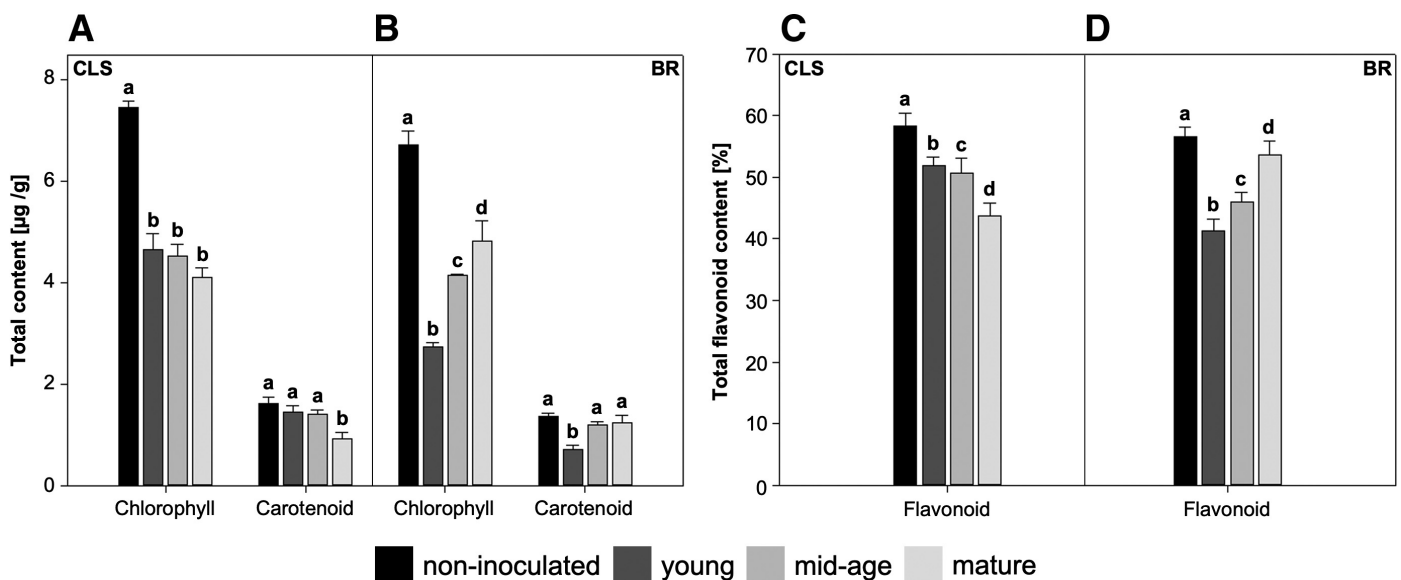 A
B
C
D
CLS
BR
CLS
BR
Total content [µg /g]
8
6
4
2
0
a
b
b
b
a
a
a
b
a
b
c
d
a
b
a
a
Chlorophyll
Carotenoid
Chlorophyll
Carotenoid
Total flavonoid content [%]
70
60
50
40
30
20
10
0
a
b
c
d
a
b
c
d
Flavonoid
Flavonoid
non-inoculated
young
mid-age
mature